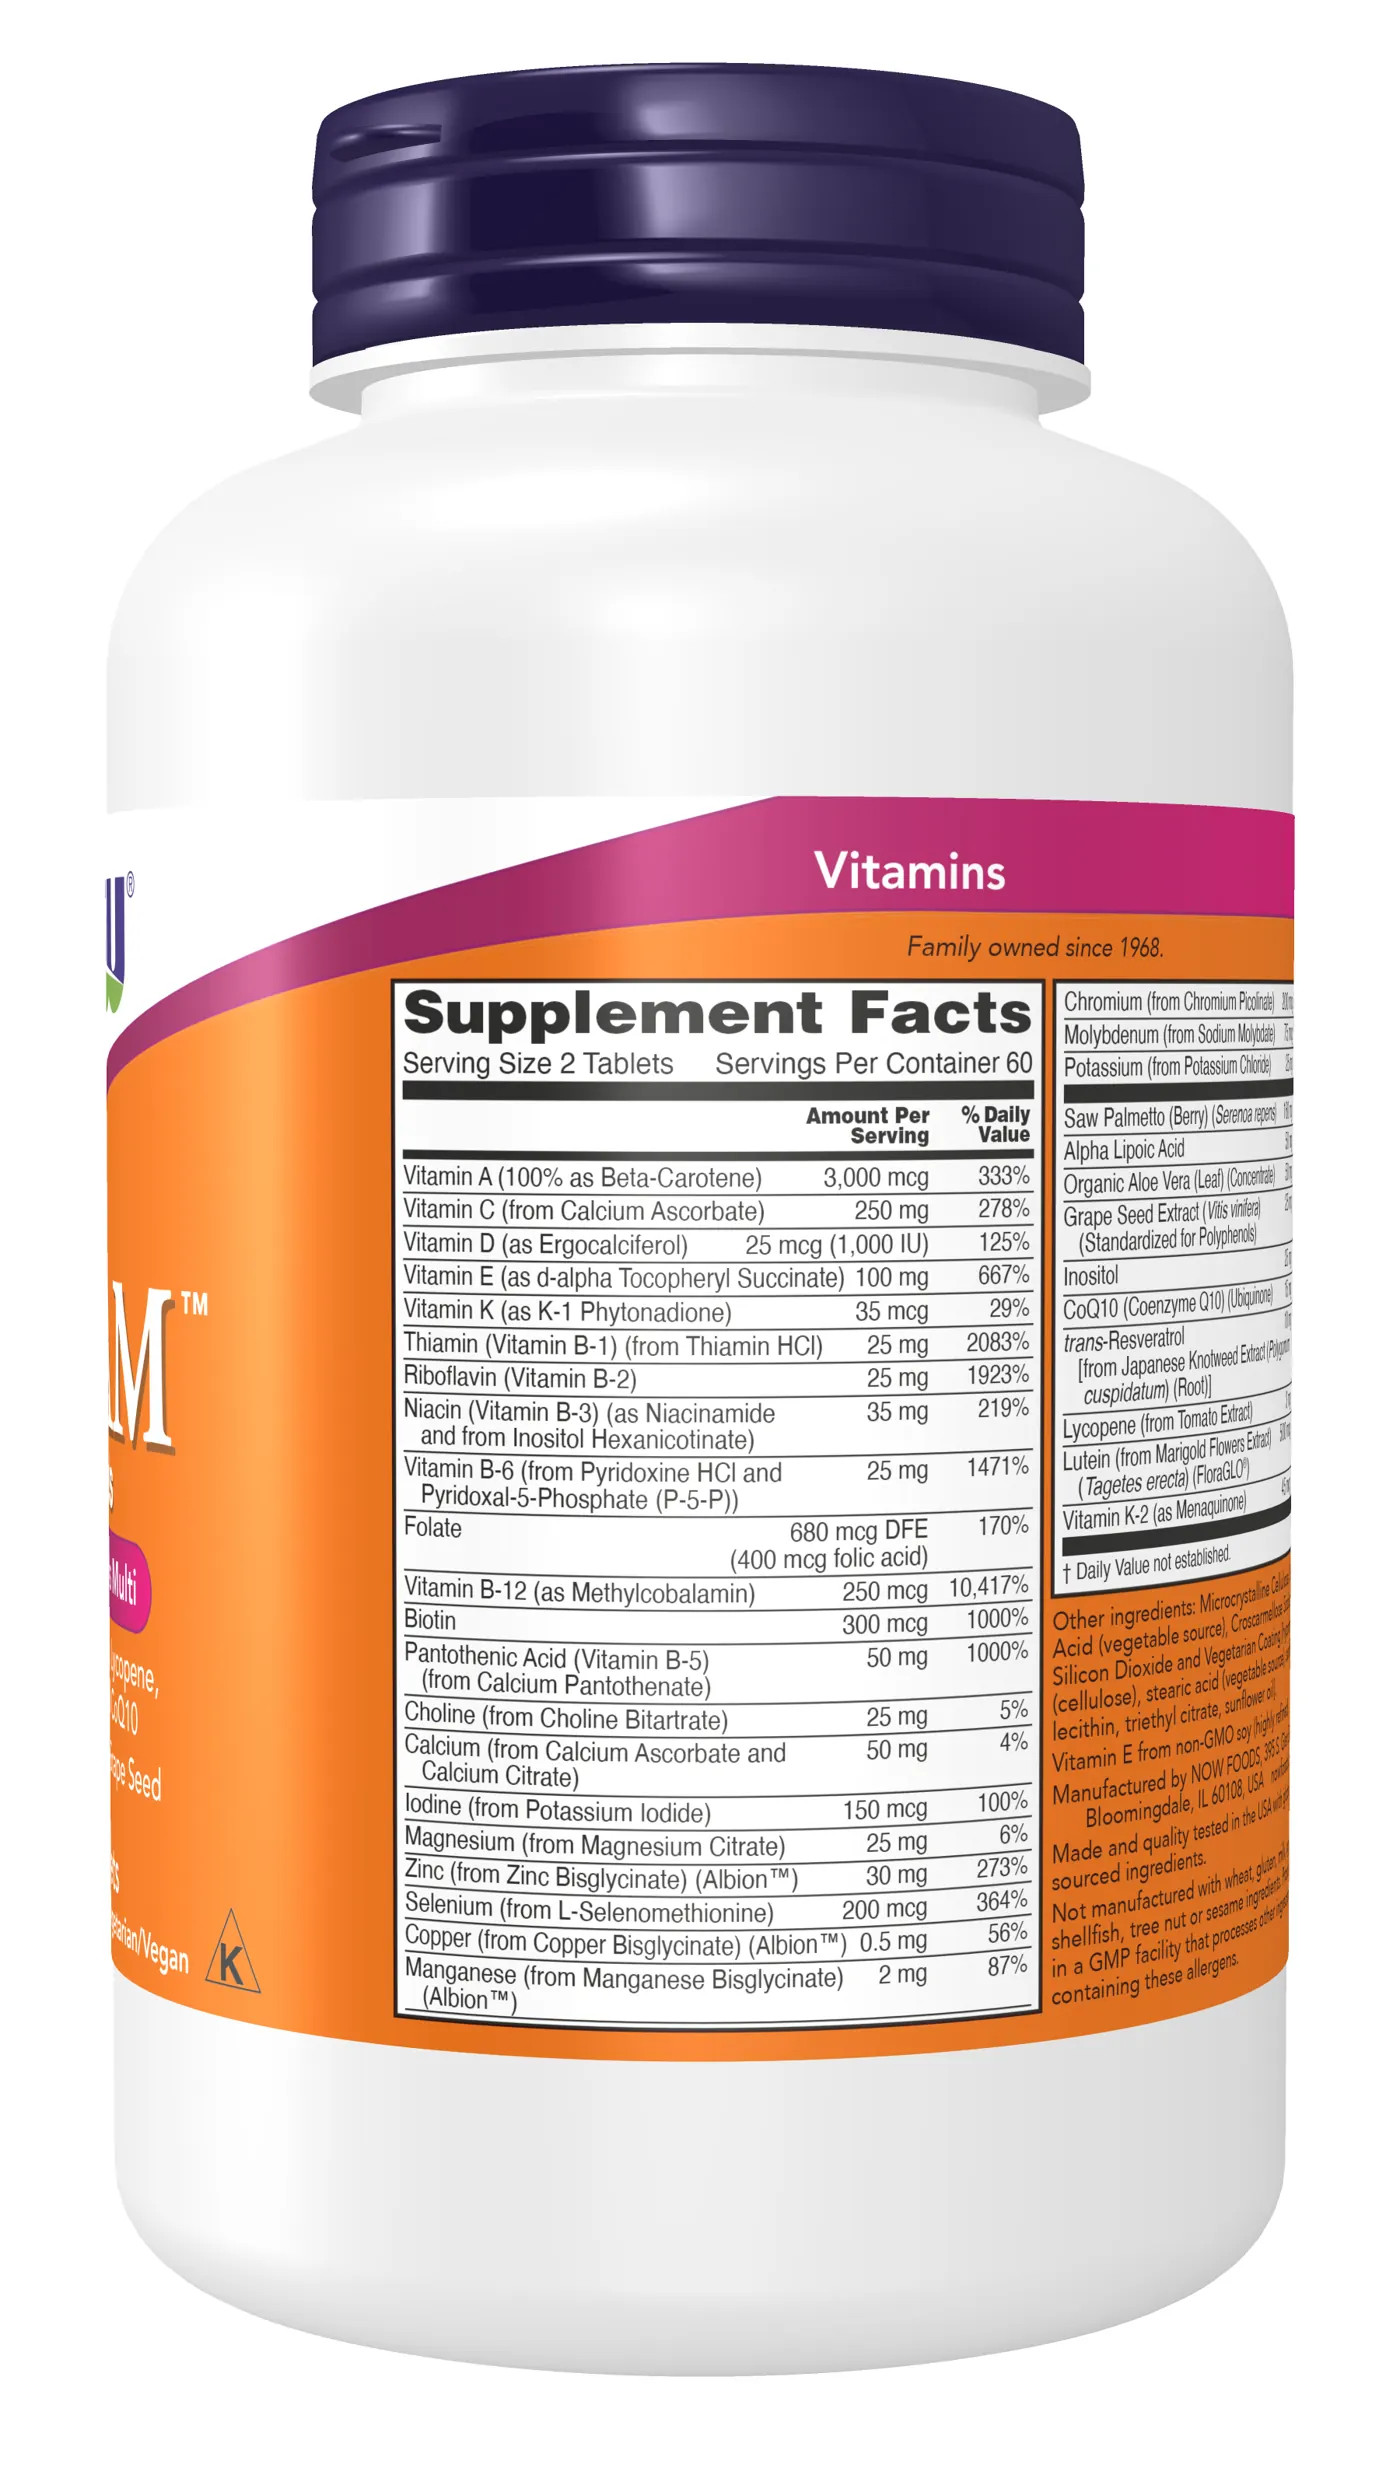 ®
AM™
Multi
Lycopene,
CoQ10
Grape Seed
Vegetarian/Vegan
K
Vitamins
Family owned since 1968.
Supplement Facts
Serving Size 2 Tablets Servings Per Container 60
Amount Per Serving % Daily Value
Vitamin A (100% as Beta-Carotene) 3,000 mcg 333%
Vitamin C (from Calcium Ascorbate) 250 mg 278%
Vitamin D (as Ergocalciferol) 25 mcg (1,000 IU) 125%
Vitamin E (as d-alpha Tocopheryl Succinate) 100 mg 667%
Vitamin K (as K-1 Phytonadione) 35 mcg 29%
Thiamin (Vitamin B-1) (from Thiamin HCl) 25 mg 2083%
Riboflavin (Vitamin B-2) 25 mg 1923%
Niacin (Vitamin B-3) (as Niacinamide 35 mg 219%
and from Inositol Hexanicotinate)
Vitamin B-6 (from Pyridoxine HCl and 25 mg 1471%
Pyridoxal-5-Phosphate (P-5-P))
Folate 680 mcg DFE 170%
(400 mcg folic acid)
Vitamin B-12 (as Methylcobalamin) 250 mcg 10,417%
Biotin 300 mcg 1000%
Pantothenic Acid (Vitamin B-5) 50 mg 1000%
(from Calcium Pantothenate)
Choline (from Choline Bitartrate) 25 mg 5%
Calcium (from Calcium Ascorbate and 50 mg 4%
Calcium Citrate)
Iodine (from Potassium Iodide) 150 mcg 100%
Magnesium (from Magnesium Citrate) 25 mg 6%
Zinc (from Zinc Bisglycinate) (Albion™) 30 mg 273%
Selenium (from L-Selenomethionine) 200 mcg 364%
Copper (from Copper Bisglycinate) (Albion™) 0.5 mg 56%
Manganese (from Manganese Bisglycinate) 2 mg 87%
(Albion™)
Chromium (from Chromium Picolinate)
Molybdenum (from Sodium Molybdate)
Potassium (from Potassium Chloride)
Saw Palmetto (Berry) (Serenoa repens)
Alpha Lipoic Acid
Organic Aloe Vera (Leaf) (Concentrate)
Grape Seed Extract (Vitis vinifera)
(Standardized for Polyphenols)
Inositol
CoQ10 (Coenzyme Q10) (Ubiquinone)
trans-Resveratrol
[from Japanese Knotweed Extract (Polygonum
cuspidatum) (Root)]
Lycopene (from Tomato Extract)
Lutein (from Marigold Flowers Extract)
(Tagetes erecta) (FloraGLO®)
Vitamin K-2 (as Menaquinone)
† Daily Value not established.
Other ingredients: Microcrystalline Cellulose,
Acid (vegetable source), Croscarmellose
Silicon Dioxide and Vegetarian Coating
(cellulose), stearic acid (vegetable source),
lecithin, triethyl citrate, sunflower oil).
Vitamin E from non-GMO soy (highly
Manufactured by NOW FOODS, 395 S.
Bloomingdale, IL 60108, USA
Made and quality tested in the USA with
sourced ingredients.
Not manufactured with wheat, gluten, milk,
shellfish, tree nut or sesame ingredients.
in a GMP facility that processes other
containing these allergens.